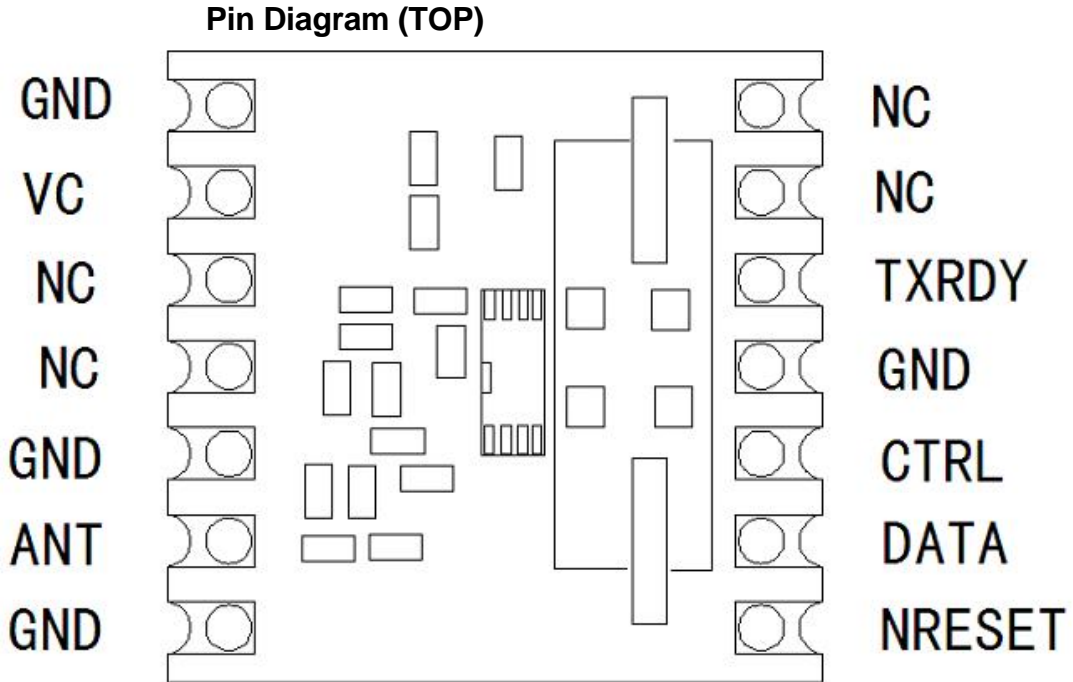 Pin Diagram (TOP)
GND NC
VC NC
NC TXRDY
NC GND
GND CTRL
ANT DATA
GND NRESET